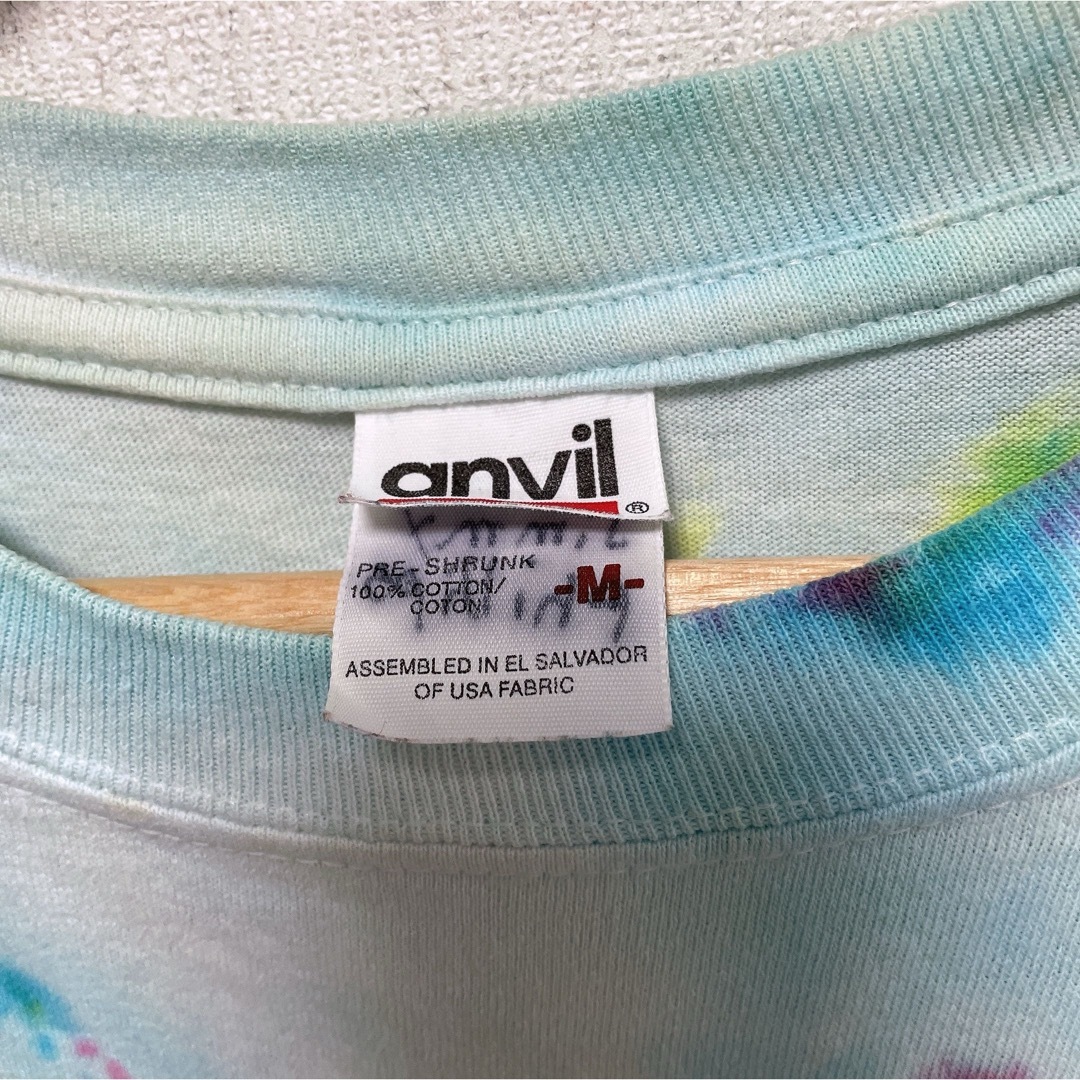 anvil
®
PRE-SHRUNK
100% COTTON/
COTON
-M-
ASSEMBLED IN EL SALVADOR
OF USA FABRIC